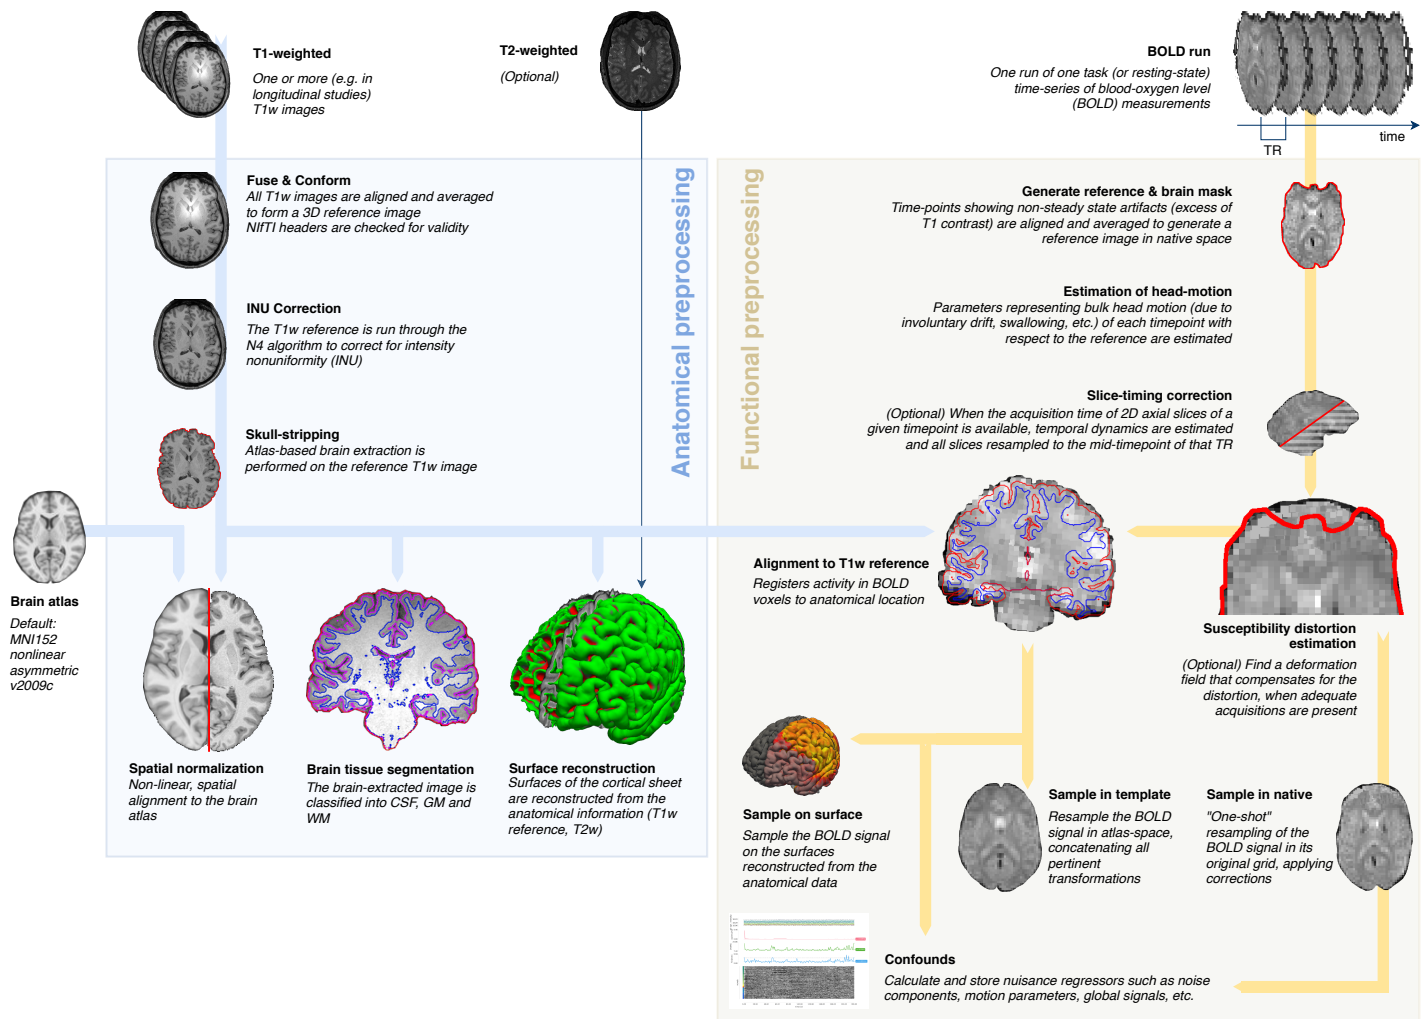 T1-weighted
One or more (e.g. in
longitudinal studies)
T1w images
T2-weighted
(Optional)
BOLD run
One run of one task (or resting-state)
time-series of blood-oxygen level
(BOLD) measurements
time
TR
Anatomical preprocessing
Fuse & Conform
All T1w images are aligned and averaged
to form a 3D reference image
NIfTI headers are checked for validity
INU Correction
The T1w reference is run through the
N4 algorithm to correct for intensity
nonuniformity (INU)
Skull-stripping
Atlas-based brain extraction is
performed on the reference T1w image
Brain atlas
Default:
MNI152
nonlinear
asymmetric
v2009c
Spatial normalization
Non-linear, spatial
alignment to the brain
atlas
Brain tissue segmentation
The brain-extracted image is
classified into CSF, GM and
WM
Surface reconstruction
Surfaces of the cortical sheet
are reconstructed from the
anatomical information (T1w
reference, T2w)
Functional preprocessing
Generate reference & brain mask
Time-points showing non-steady state artifacts (excess of
T1 contrast) are aligned and averaged to generate a
reference image in native space
Estimation of head-motion
Parameters representing bulk head motion (due to
involuntary drift, swallowing, etc.) of each timepoint with
respect to the reference are estimated
Slice-timing correction
(Optional) When the acquisition time of 2D axial slices of a
given timepoint is available, temporal dynamics are estimated
and all slices resampled to the mid-timepoint of that TR
Alignment to T1w reference
Registers activity in BOLD
voxels to anatomical location
Susceptibility distortion
estimation
(Optional) Find a deformation
field that compensates for the
distortion, when adequate
acquisitions are present
Sample on surface
Sample the BOLD signal
on the surfaces
reconstructed from the
anatomical data
Sample in template
Resample the BOLD
signal in atlas-space,
concatenating all
pertinent
transformations
Sample in native
"One-shot"
resampling of the
BOLD signal in its
original grid, applying
corrections
Confounds
Calculate and store nuisance regressors such as noise
components, motion parameters, global signals, etc.